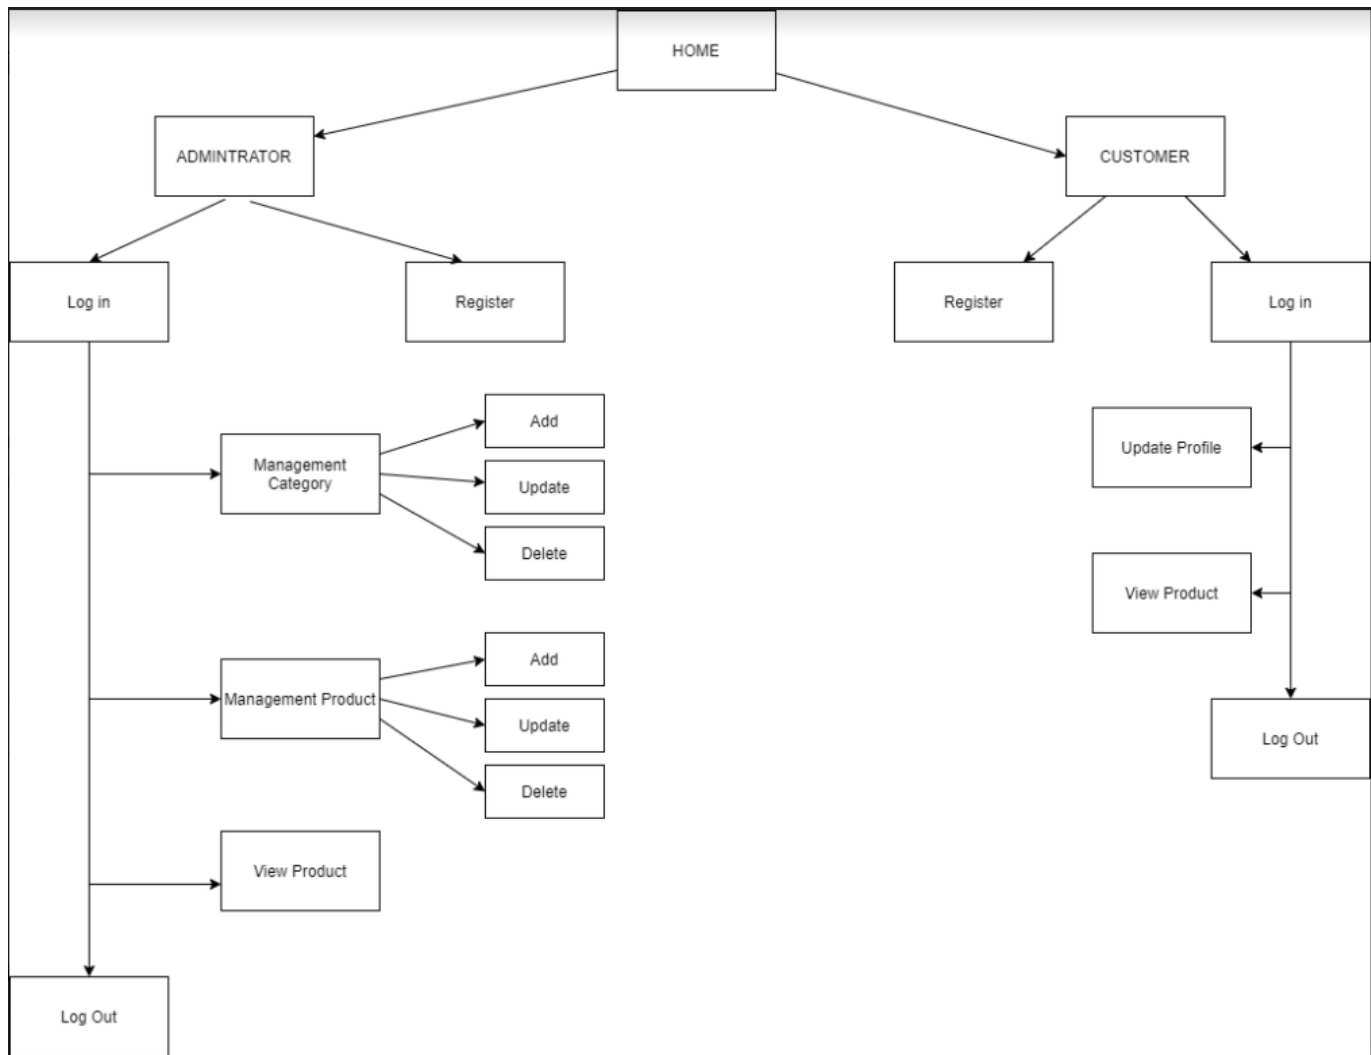 HOME
ADMINTRATOR
CUSTOMER
Log in
Register
Register
Log in
Add
Management
Category
Update
Delete
Update Profile
View Product
Add
Management Product
Update
Delete
Log Out
View Product
Log Out